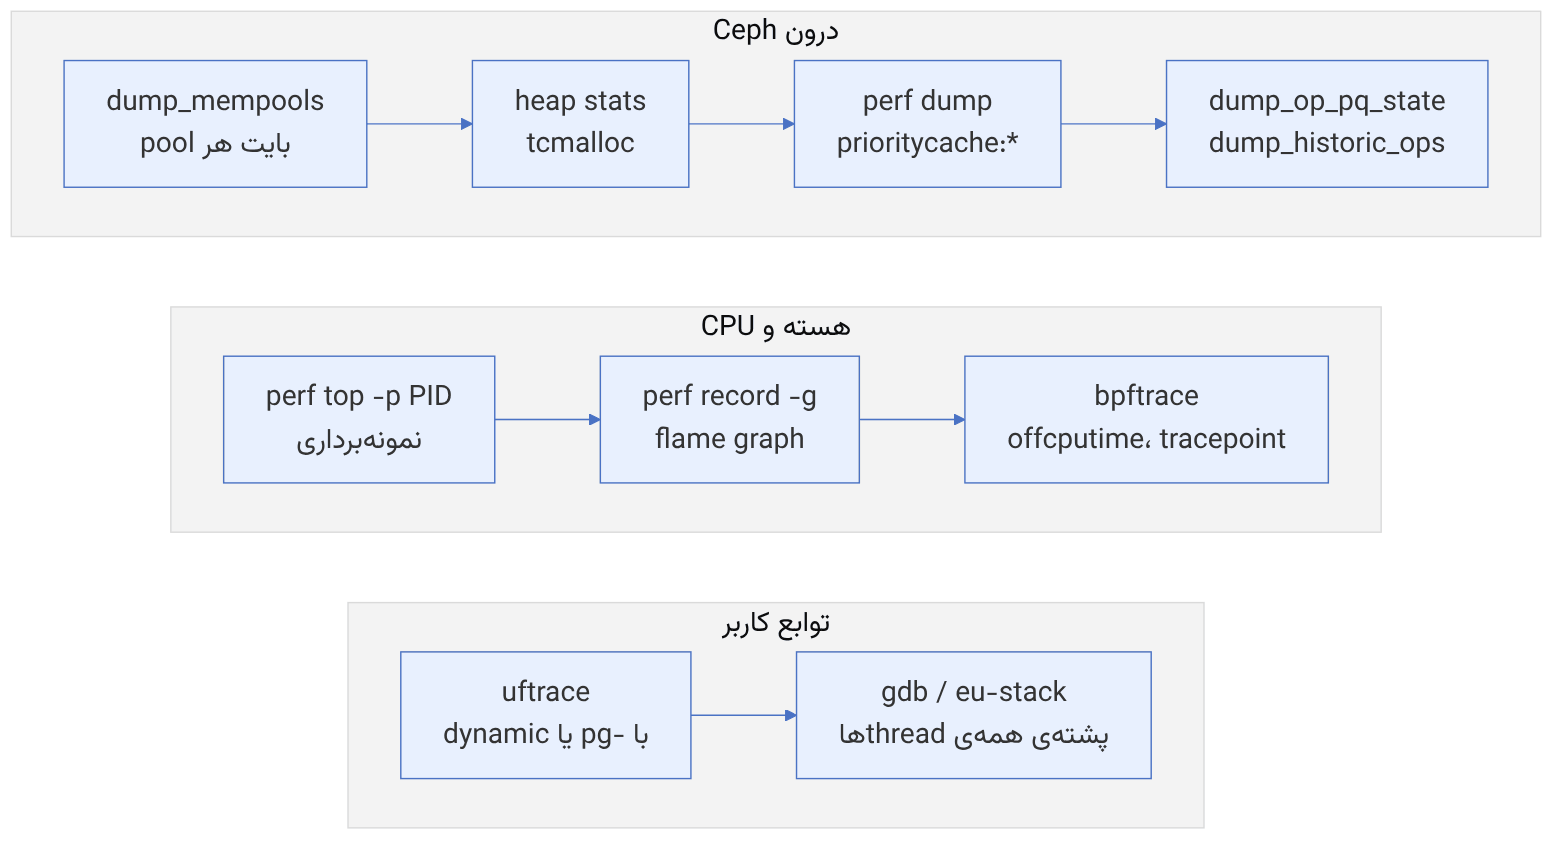 درون Ceph
dump_mempools
بایت هر pool
heap stats
tcmalloc
perf dump
prioritycache:*
dump_op_pq_state
dump_historic_ops
هسته و CPU
perf top -p PID
نمونه‌برداری
perf record -g
flame graph
bpftrace
offcputime، tracepoint
توابع کاربر
uftrace
با -pg یا dynamic
gdb / eu-stack
پشته‌ی همه‌ی threadها